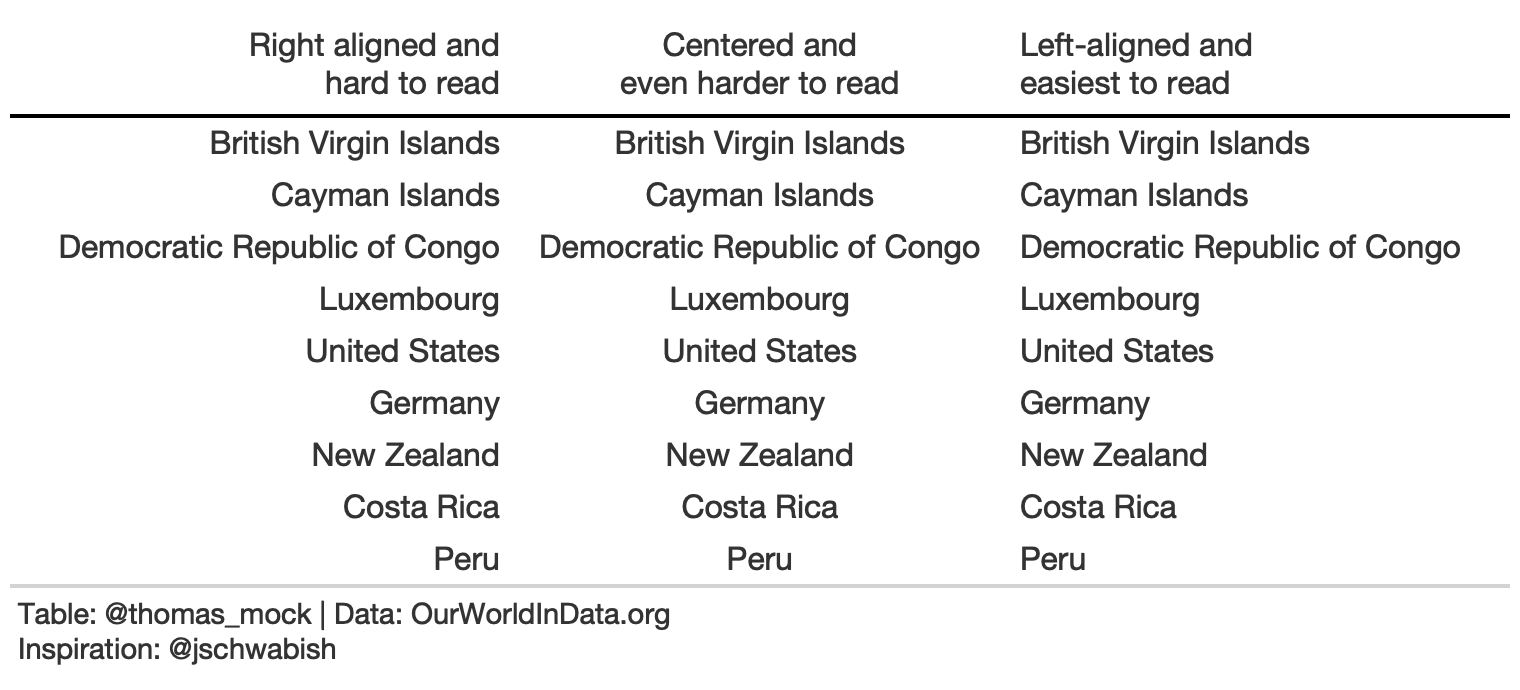 Right aligned and Centered and Left-aligned and
hard to read even harder to read easiest to read
British Virgin Islands British Virgin Islands British Virgin Islands
Cayman Islands Cayman Islands Cayman Islands
Democratic Republic of Congo Democratic Republic of Congo Democratic Republic of Congo
Luxembourg Luxembourg Luxembourg
United States United States United States
Germany Germany Germany
New Zealand New Zealand New Zealand
Costa Rica Costa Rica Costa Rica
Peru Peru Peru
Table: @thomas_mock | Data: OurWorldInData.org
Inspiration: @jschwabish